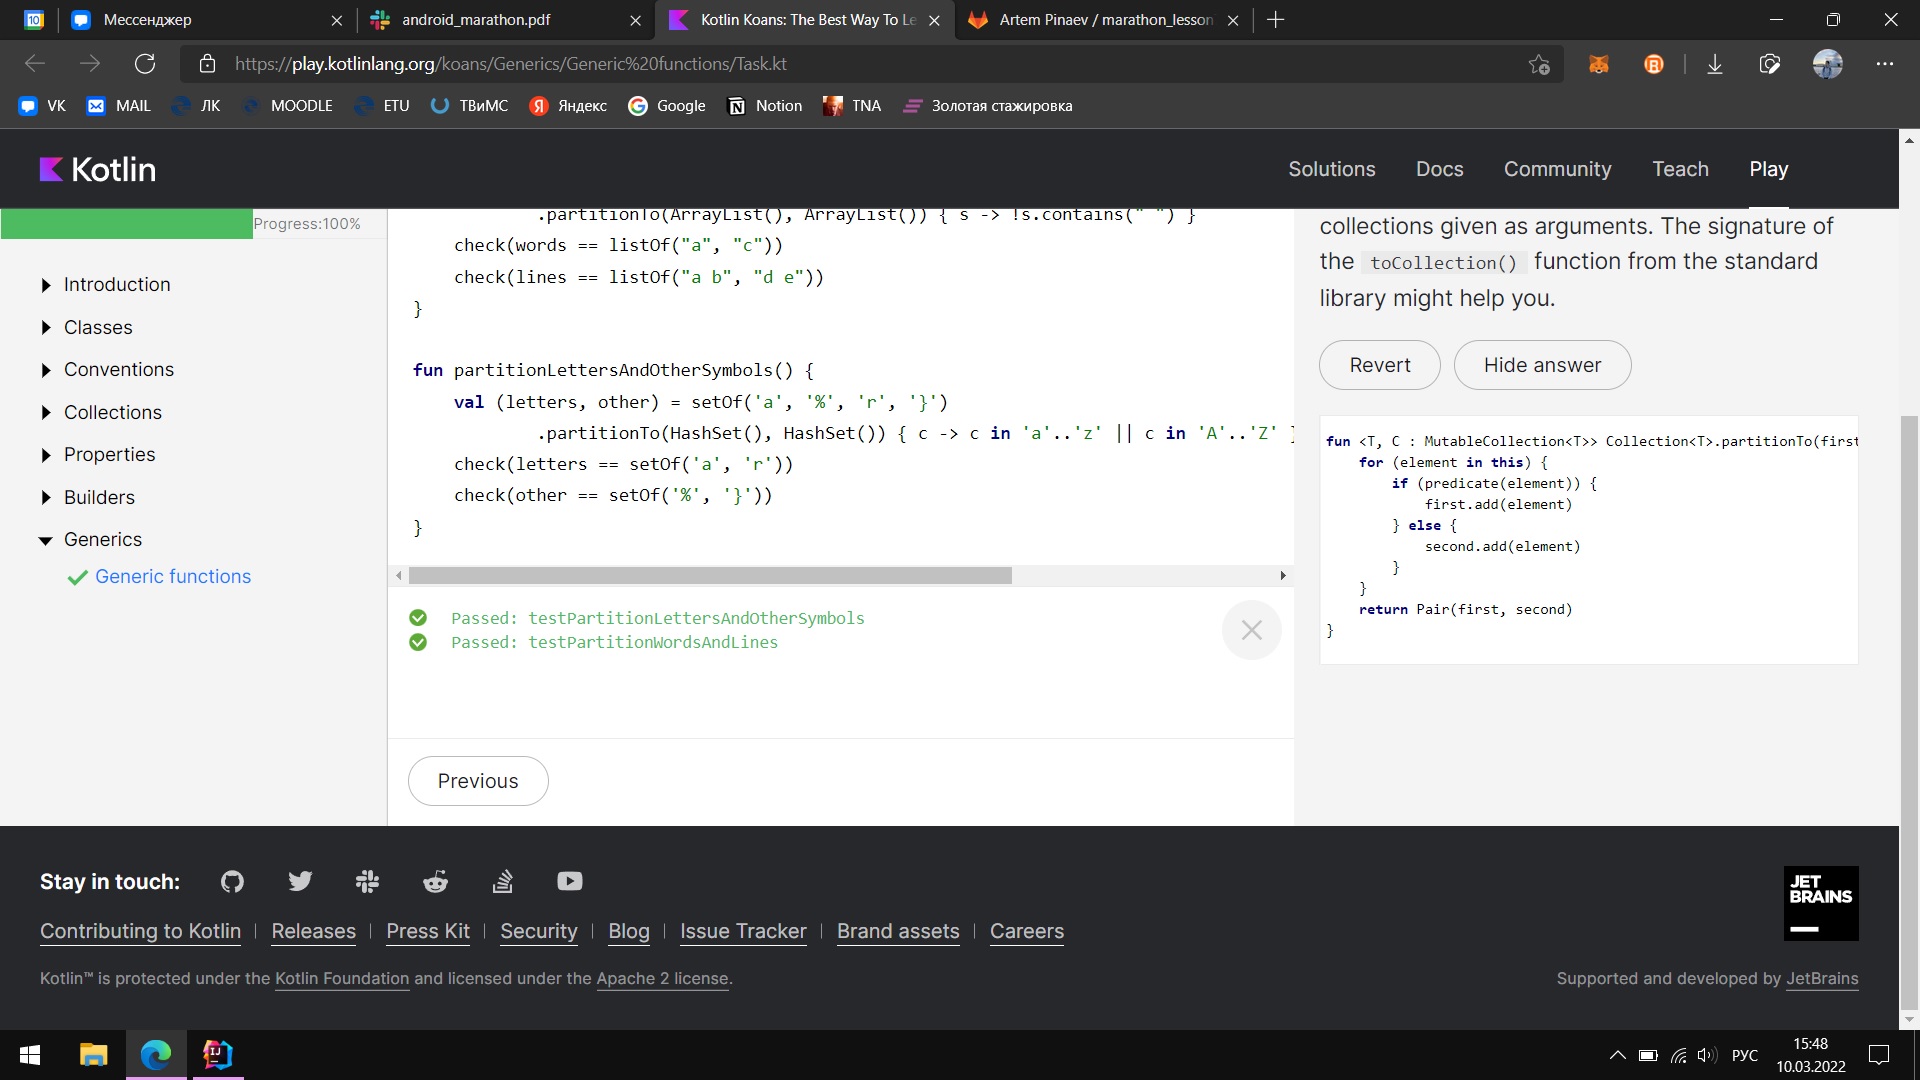 Мессенджер
android_marathon.pdf
Kotlin Koans: The Best Way To Le
Artem Pinaev / marathon_lesson
https://play.kotlinlang.org/koans/Generics/Generic%20functions/Task.kt
VK
MAIL
ЛК
MOODLE
ETU
ТВиМС
Яндекс
Google
Notion
TNA
Золотая стажировка
Kotlin
Solutions
Docs
Community
Teach
Play
Progress:100%
Introduction
Classes
Conventions
Collections
Properties
Builders
Generics
Generic functions
.partitionTo(ArrayList(), ArrayList()) { s -> !s.contains(" ") }
check(words == listOf("a", "c"))
check(lines == listOf("a b", "d e"))
}
fun partitionLettersAndOtherSymbols() {
val (letters, other) = setOf('a', '%', 'r', '}')
.partitionTo(HashSet(), HashSet()) { c -> c in 'a'..'z' || c in 'A'..'Z' }
check(letters == setOf('a', 'r'))
check(other == setOf('%', '}'))
}
Passed: testPartitionLettersAndOtherSymbols
Passed: testPartitionWordsAndLines
Previous
collections given as arguments. The signature of
the toCollection() function from the standard
library might help you.
Revert
Hide answer
fun <T, C : MutableCollection<T>> Collection<T>.partitionTo(first
for (element in this) {
if (predicate(element)) {
first.add(element)
} else {
second.add(element)
}
}
return Pair(first, second)
}
Stay in touch:
Contributing to Kotlin
Releases
Press Kit
Security
Blog
Issue Tracker
Brand assets
Careers
Kotlin™ is protected under the Kotlin Foundation and licensed under the Apache 2 license.
JET
BRAINS
Supported and developed by JetBrains
РУС
15:48
10.03.2022